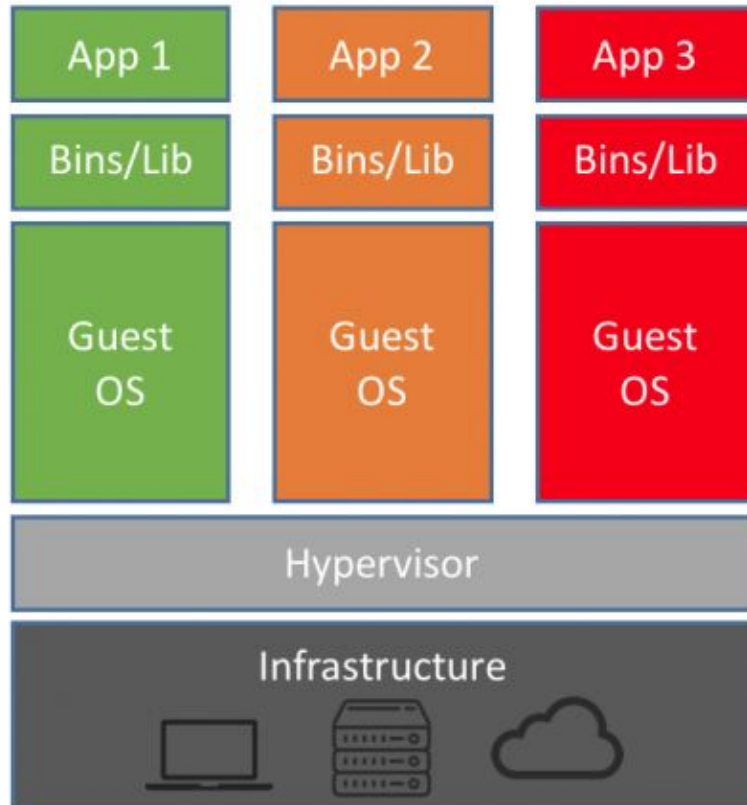 App 1
App 2
App 3
Bins/Lib
Bins/Lib
Bins/Lib
Guest
OS
Guest
OS
Guest
OS
Hypervisor
Infrastructure